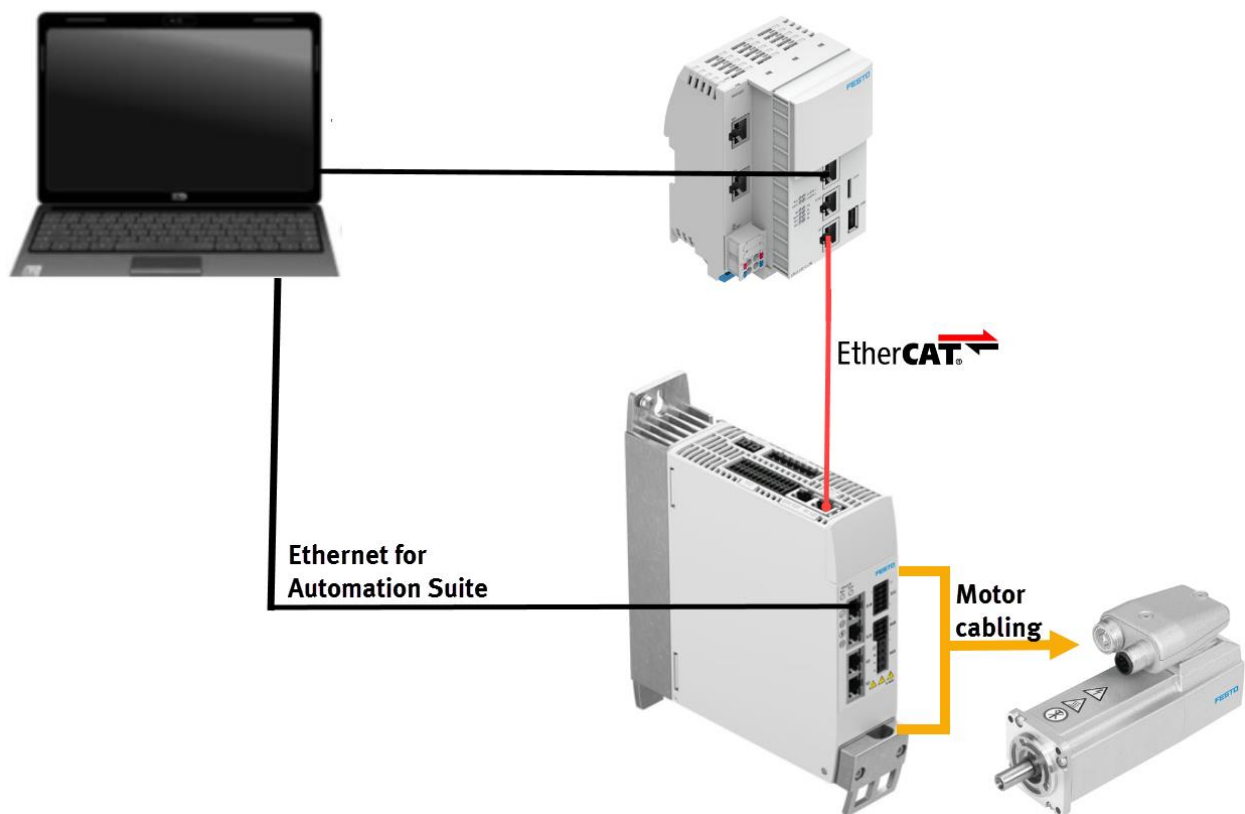 FESTO
EtherCAT®
Ethernet for
Automation Suite
FESTO
Motor
cabling
FESTO